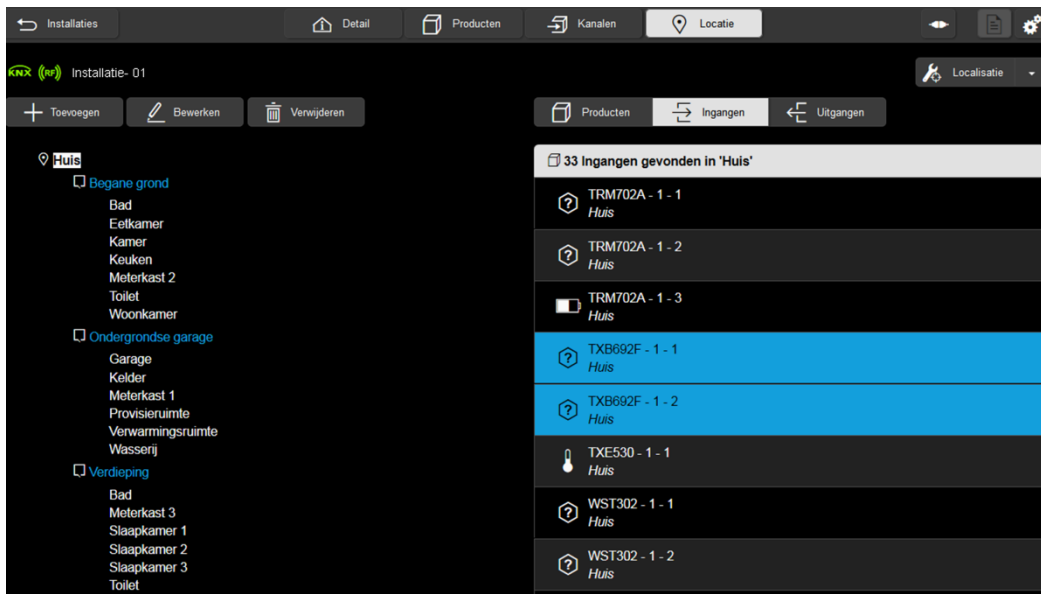 Installaties
Detail
Producten
Kanalen
Locatie
KNX ((RF)) Installatie- 01
Localisatie
Toevoegen
Bewerken
Verwijderen
Producten
Ingangen
Uitgangen
Huis
Begane grond
Bad
Eetkamer
Kamer
Keuken
Meterkast 2
Toilet
Woonkamer
Ondergrondse garage
Garage
Kelder
Meterkast 1
Provisieruimte
Verwarmingsruimte
Wasserij
Verdieping
Bad
Meterkast 3
Slaapkamer 1
Slaapkamer 2
Slaapkamer 3
Toilet
33 Ingangen gevonden in 'Huis'
TRM702A - 1 - 1
Huis
TRM702A - 1 - 2
Huis
TRM702A - 1 - 3
Huis
TXB692F - 1 - 1
Huis
TXB692F - 1 - 2
Huis
TXE530 - 1 - 1
Huis
WST302 - 1 - 1
Huis
WST302 - 1 - 2
Huis